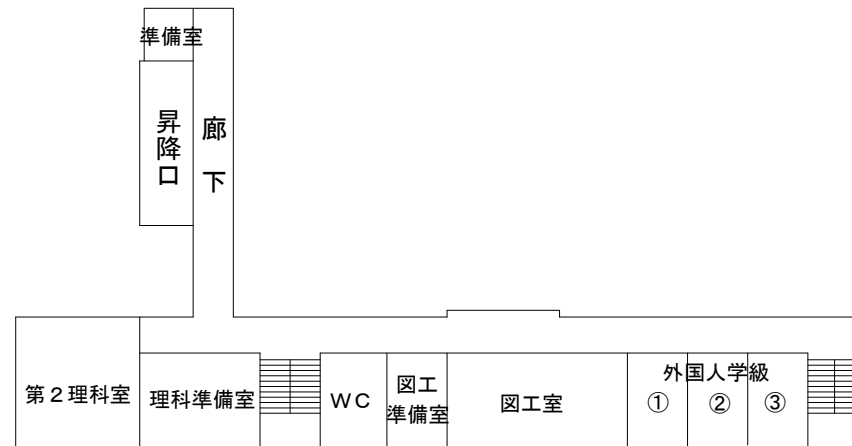 準備室
昇降口
廊下
第２理科室
理科準備室
ＷＣ
図工
準備室
図工室
外国人学級
①
②
③